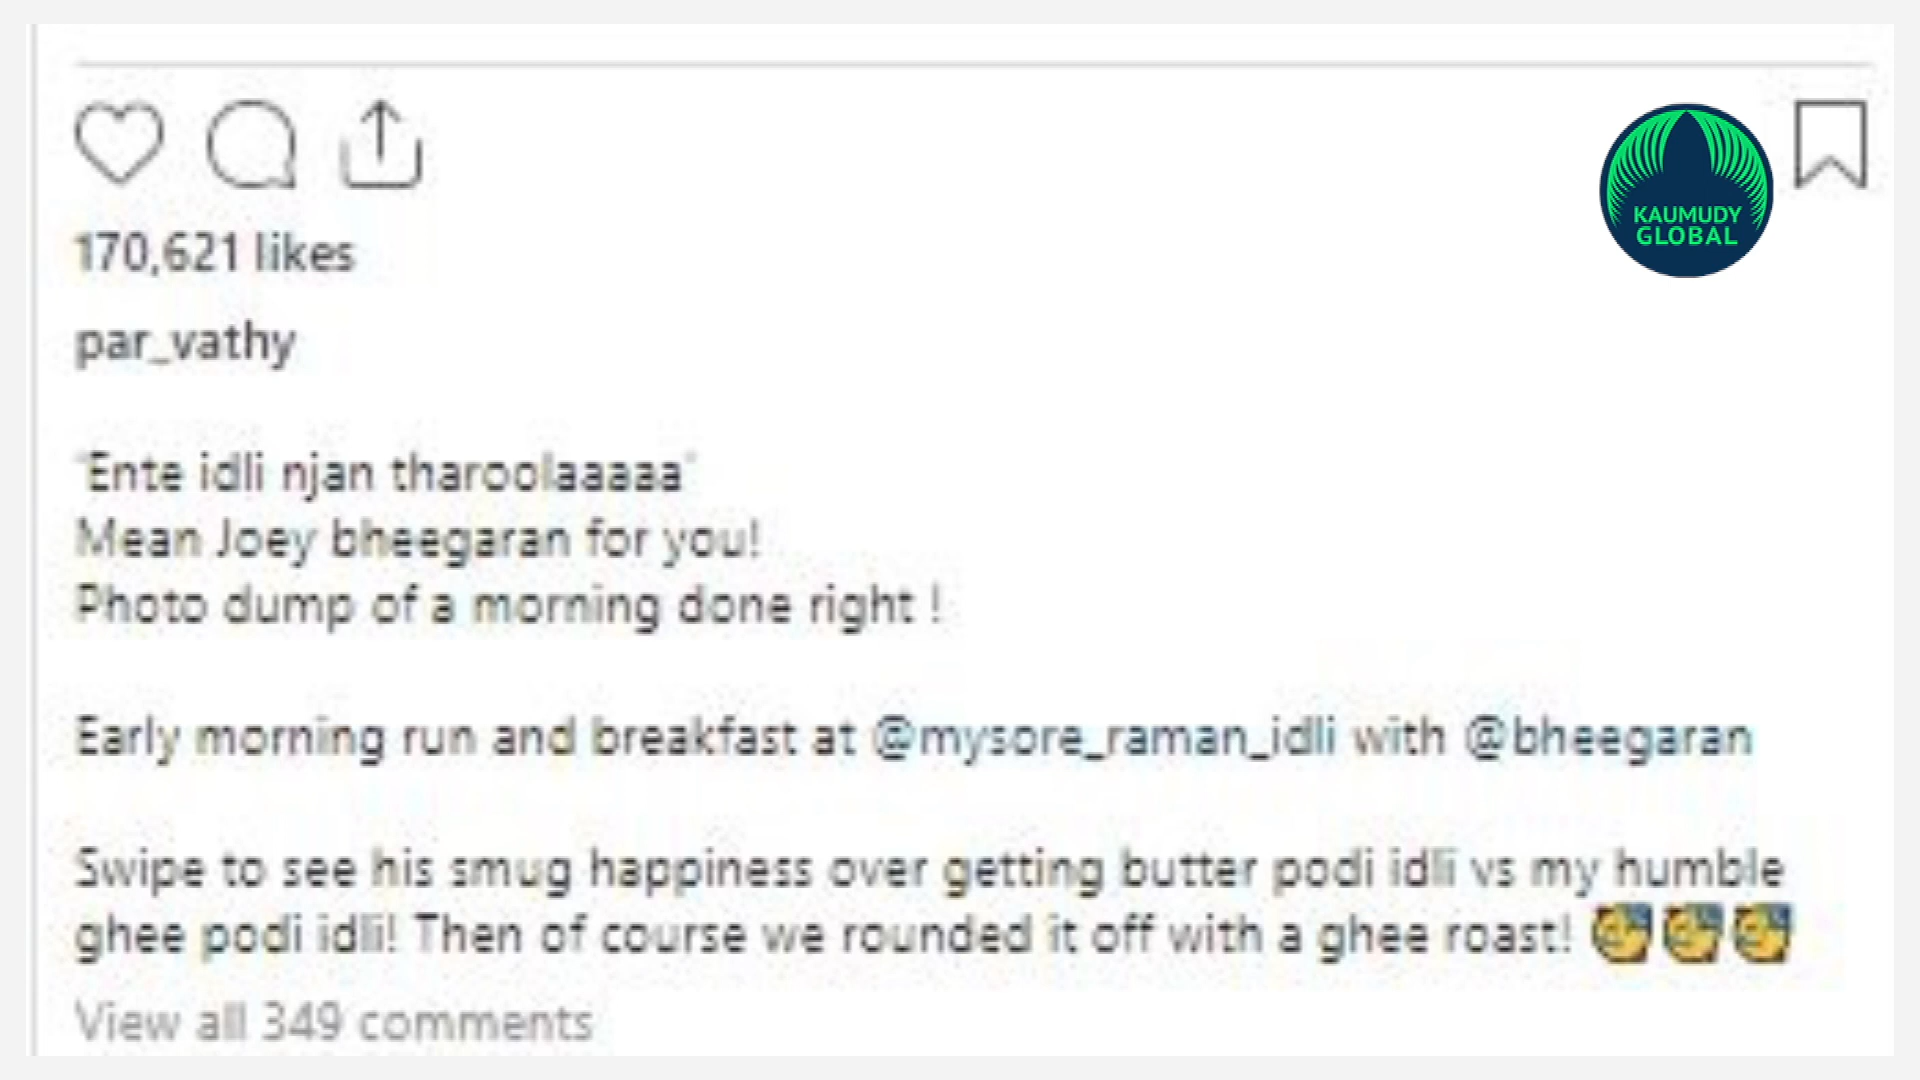 KAUMUDY
GLOBAL
170,621 likes
par_vathy
'Ente idli njan tharoolaaaaa'
Mean Joey bheegaran for you!
Photo dump of a morning done right !
Early morning run and breakfast at @mysore_raman_idli with @bheegaran
Swipe to see his smug happiness over getting butter podi idli vs my humble
ghee podi idli! Then of course we rounded it off with a ghee roast! 
View all 349 comments